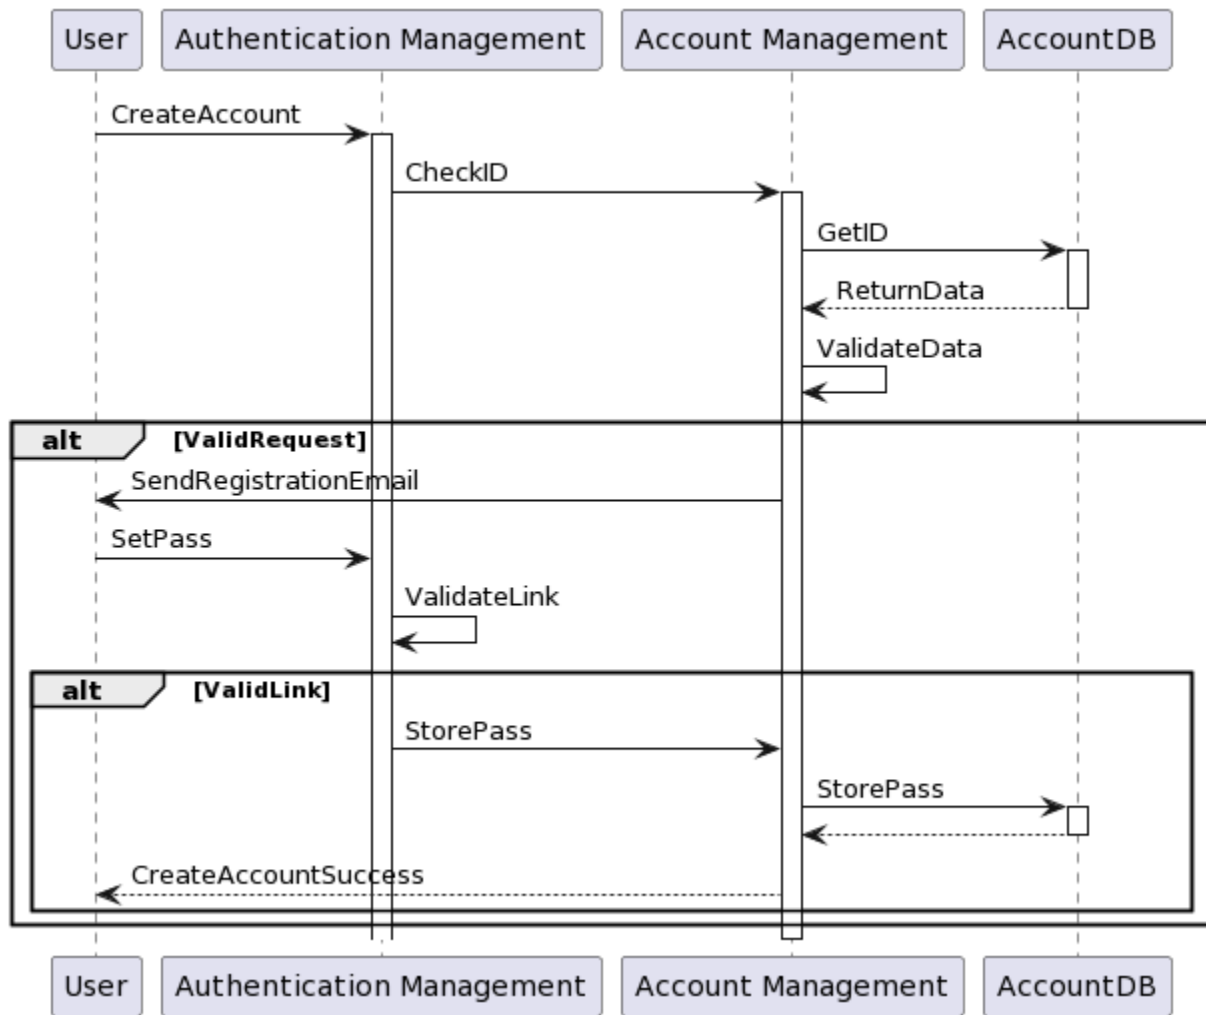 User Authentication Management Account Management AccountDB
CreateAccount
CheckID
GetID
ReturnData
ValidateData
alt [ValidRequest]
SendRegistrationEmail
SetPass
ValidateLink
alt [ValidLink]
StorePass
StorePass
CreateAccountSuccess
User Authentication Management Account Management AccountDB